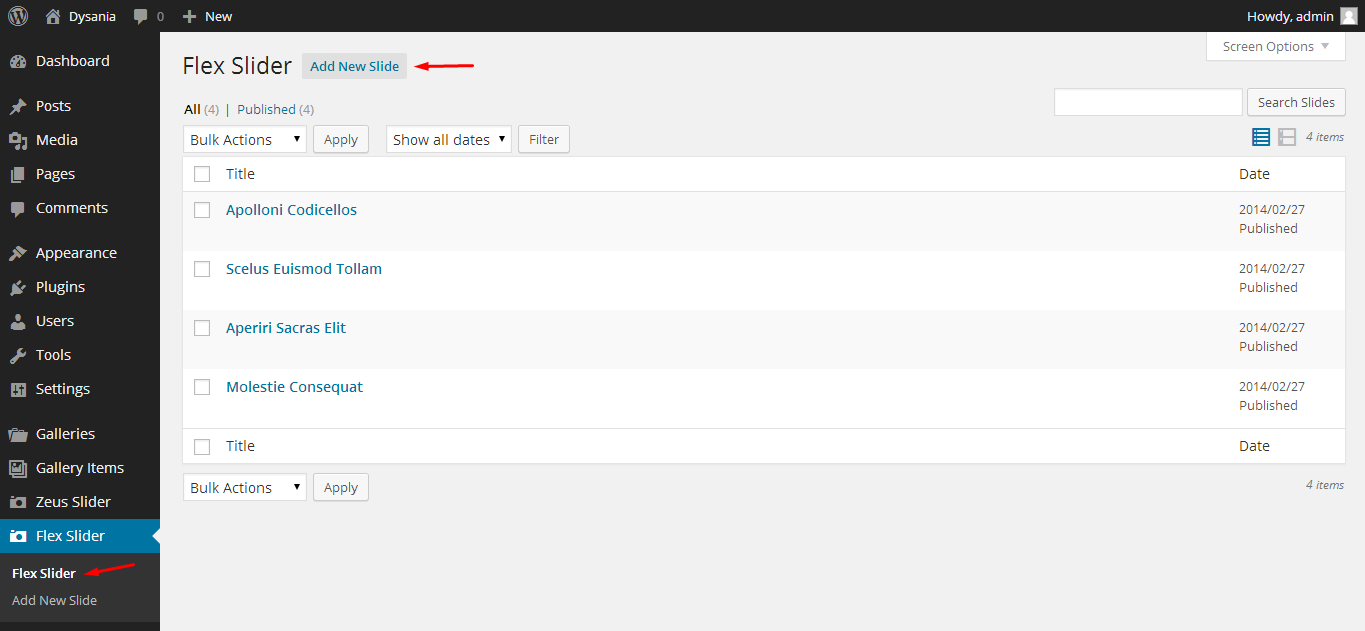 Dysania 0 New Howdy, admin
Dashboard
Posts
Media
Pages
Comments
Appearance
Plugins
Users
Tools
Settings
Galleries
Gallery Items
Zeus Slider
Flex Slider
Flex Slider
Add New Slide
Screen Options
Flex Slider Add New Slide
All (4) | Published (4)
Search Slides
Bulk Actions Apply Show all dates Filter 4 items
Title Date
Apolloni Codicellos 2014/02/27
Published
Scelus Euismod Tollam 2014/02/27
Published
Aperiri Sacras Elit 2014/02/27
Published
Molestie Consequat 2014/02/27
Published
Title Date
Bulk Actions Apply 4 items